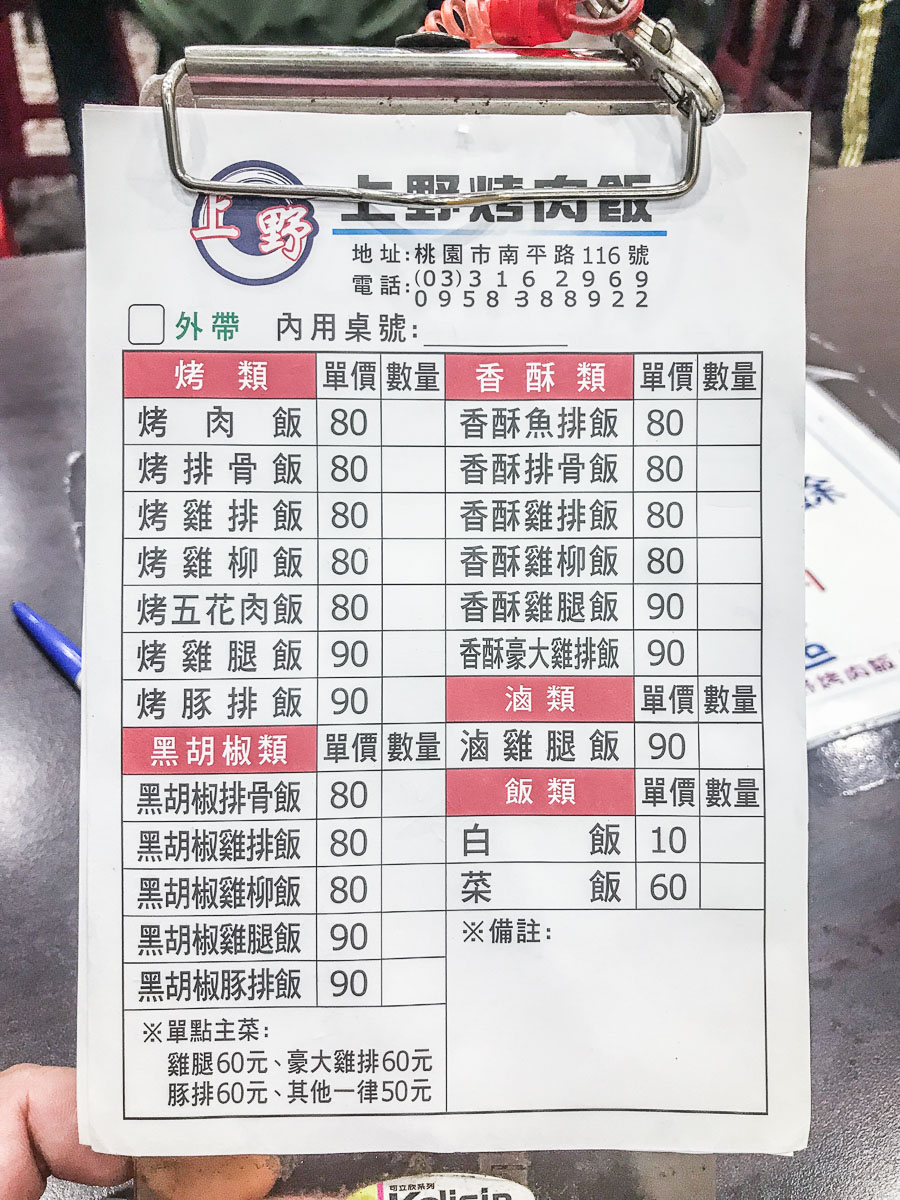 上野
上野烤肉飯
地址:桃園市南平路116號
電話:(03)3162969
0958388922
外帶 內用桌號:
烤類 單價 數量
烤肉飯 80
烤排骨飯 80
烤雞排飯 80
烤雞柳飯 80
烤五花肉飯 80
烤雞腿飯 90
烤豚排飯 90
黑胡椒類 單價 數量
黑胡椒排骨飯 80
黑胡椒雞排飯 80
黑胡椒雞柳飯 80
黑胡椒雞腿飯 90
黑胡椒豚排飯 90
※單點主菜:
雞腿60元、豪大雞排60元
豚排60元、其他一律50元
香酥類 單價 數量
香酥魚排飯 80
香酥排骨飯 80
香酥雞排飯 80
香酥雞柳飯 80
香酥雞腿飯 90
香酥豪大雞排飯 90
滷類 單價 數量
滷雞腿飯 90
飯類 單價 數量
白飯 10
菜飯 60
※備註:
烤肉飯
司立欣系列